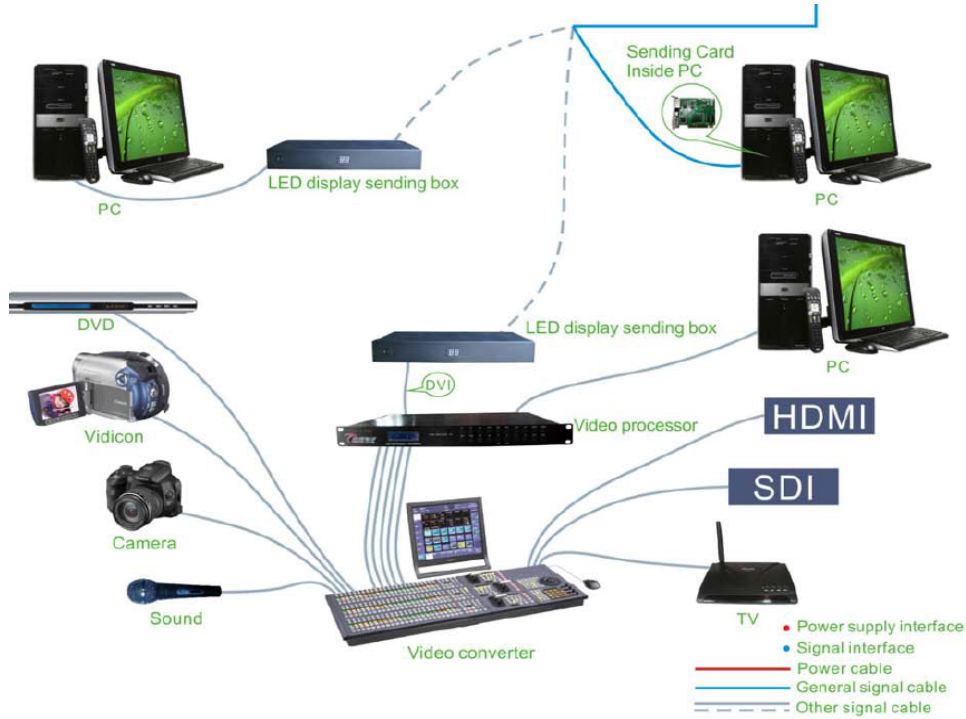 Sending Card
Inside PC
LED display sending box
PC
PC
DVD
LED display sending box
DVI
PC
Vidicon
Video processor
HDMI
SDI
Camera
Sound
TV
Video converter
Power supply interface
Signal interface
Power cable
General signal cable
Other signal cable